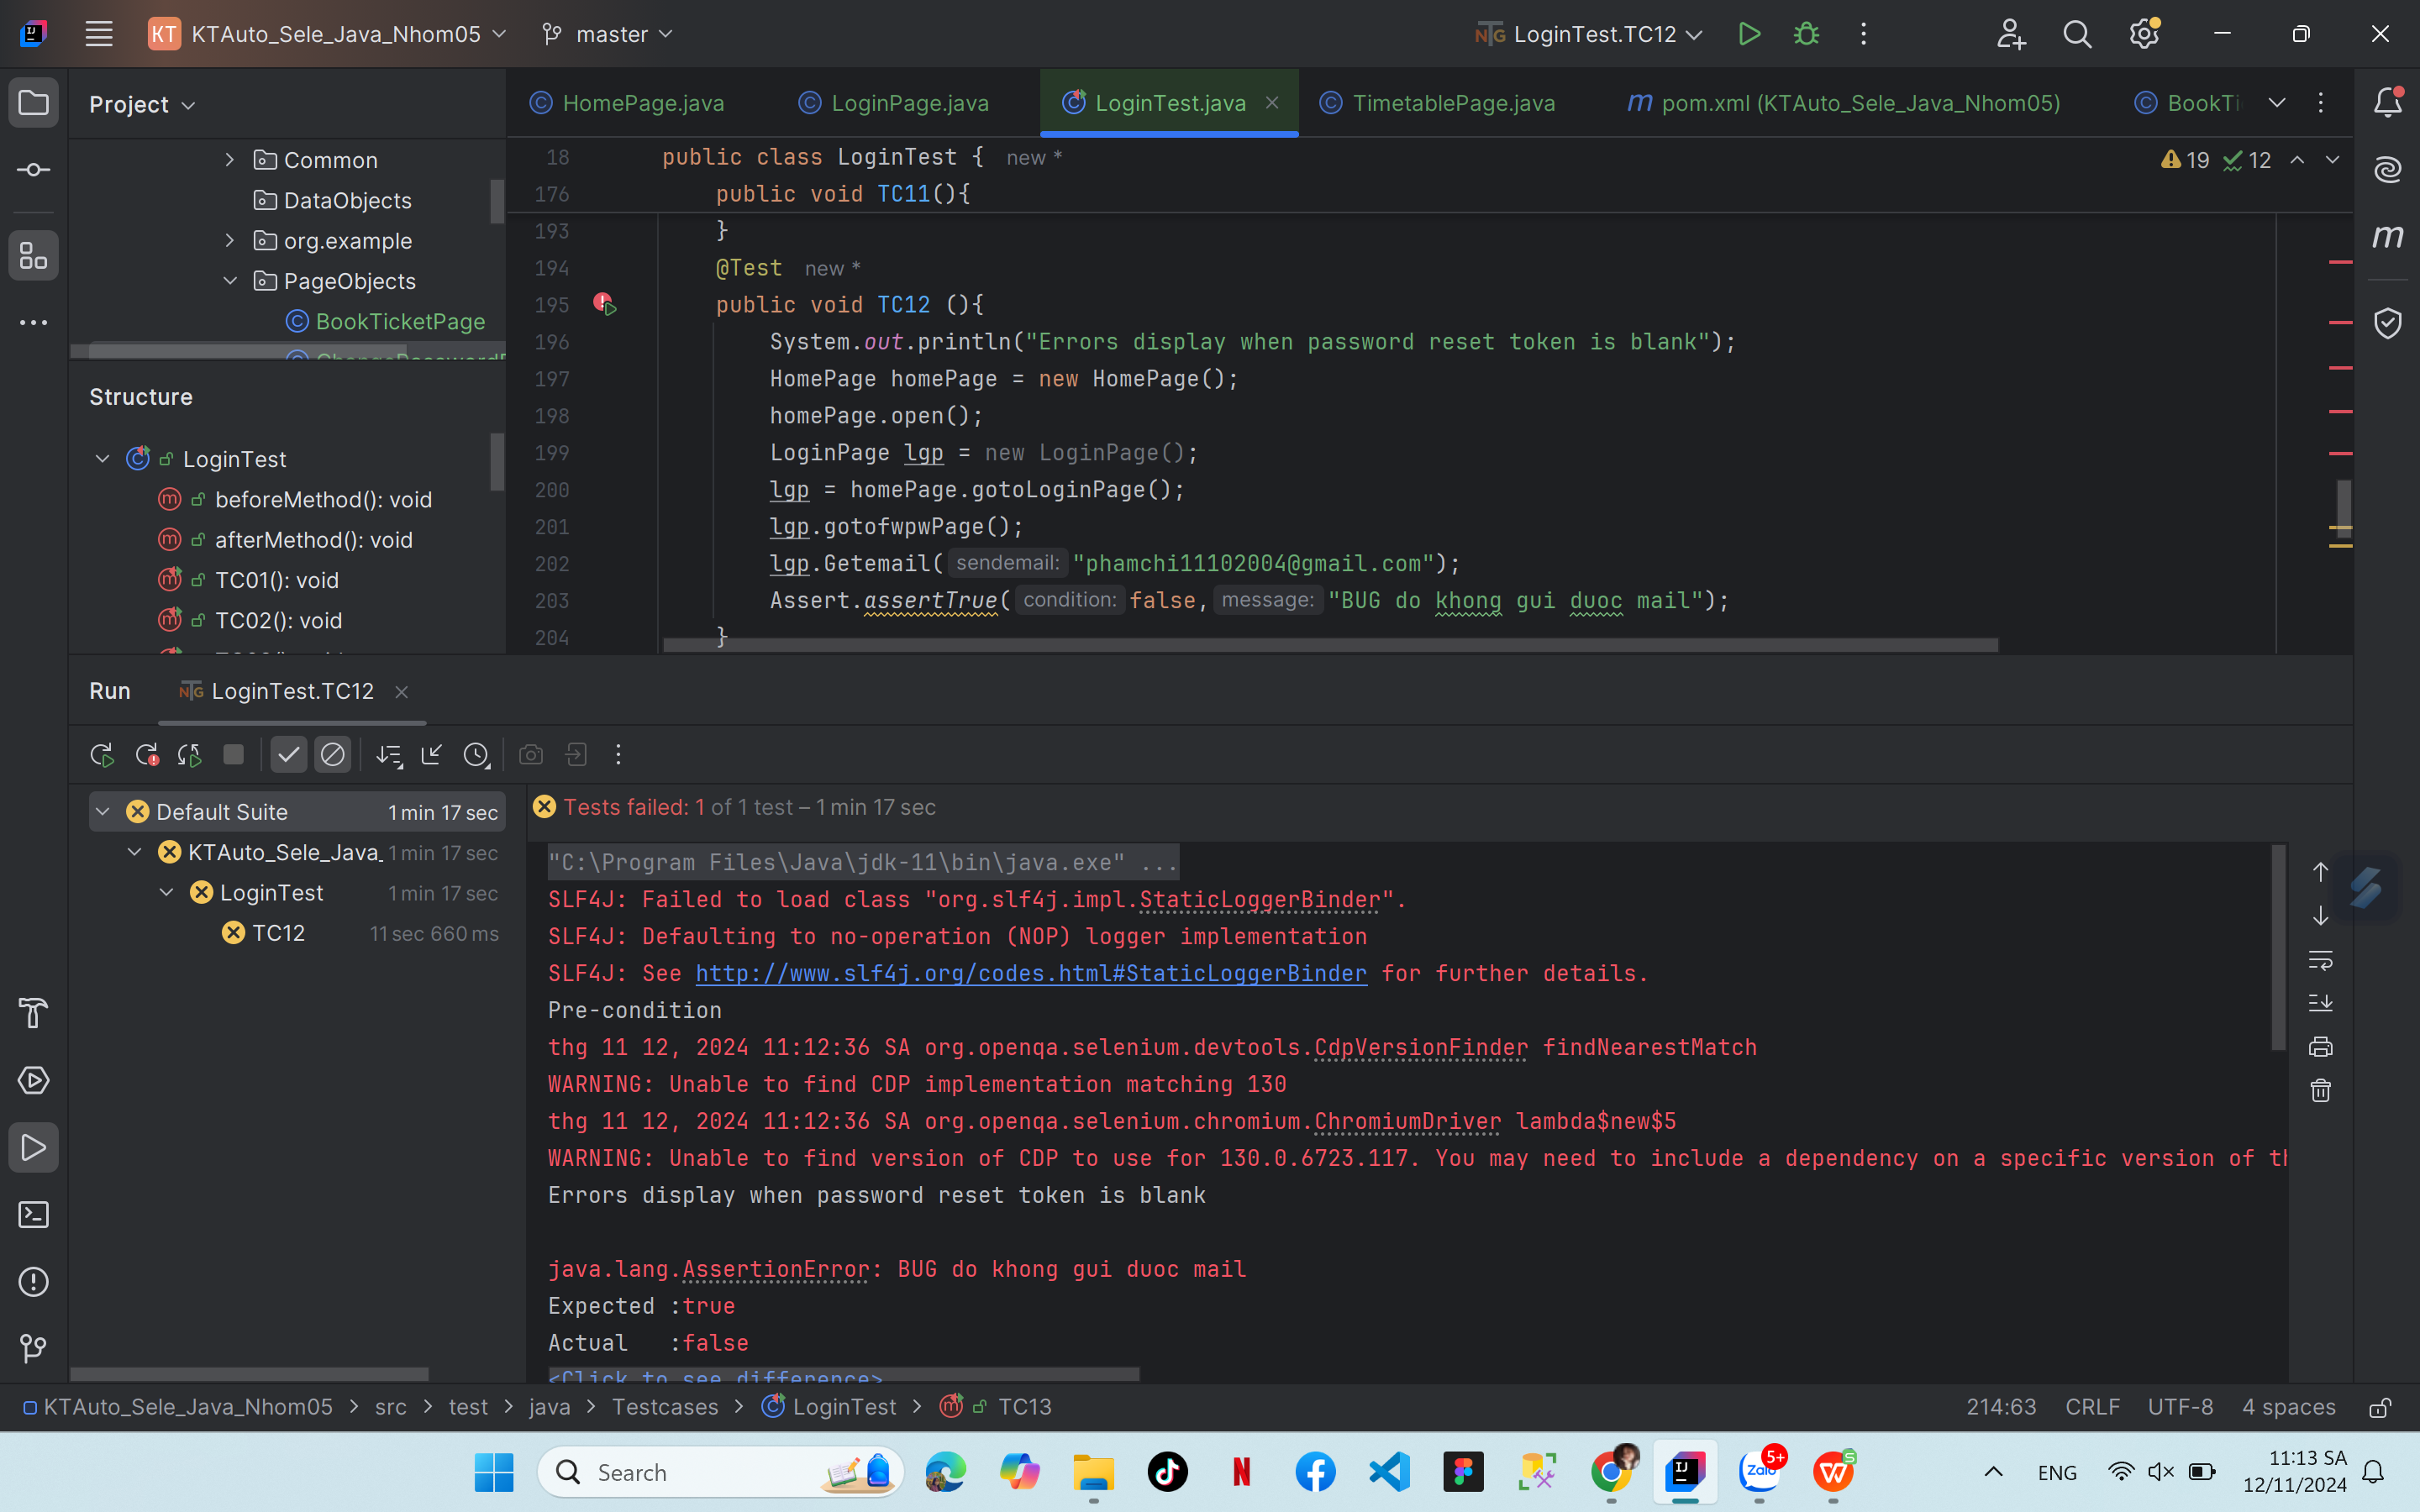 KT KTAuto_Sele_Java_Nhom05 master LoginTest.TC12
Project
HomePage.java LoginPage.java LoginTest.java TimetablePage.java pom.xml (KTAuto_Sele_Java_Nhom05) BookTi
Common
DataObjects
org.example
PageObjects
BookTicketPage
Structure
LoginTest
beforeMethod(): void
afterMethod(): void
TC01(): void
TC02(): void
18 public class LoginTest { new *
19 12
176 public void TC11(){
193 }
194 @Test new *
195 public void TC12 (){
196 System.out.println("Errors display when password reset token is blank");
197 HomePage homePage = new HomePage();
198 homePage.open();
199 LoginPage lgp = new LoginPage();
200 lgp = homePage.gotoLoginPage();
201 lgp.gotofwpwPage();
202 lgp.Getemail( sendemail: "phamchi11102004@gmail.com");
203 Assert.assertTrue( condition: false, message: "BUG do khong gui duoc mail");
204 }
Run LoginTest.TC12
Default Suite 1 min 17 sec
KTAuto_Sele_Java_ 1 min 17 sec
LoginTest 1 min 17 sec
TC12 11 sec 660 ms
Tests failed: 1 of 1 test – 1 min 17 sec
"C:\Program Files\Java\jdk-11\bin\java.exe" ...
SLF4J: Failed to load class "org.slf4j.impl.StaticLoggerBinder".
SLF4J: Defaulting to no-operation (NOP) logger implementation
SLF4J: See http://www.slf4j.org/codes.html#StaticLoggerBinder for further details.
Pre-condition
thg 11 12, 2024 11:12:36 SA org.openqa.selenium.devtools.CdpVersionFinder findNearestMatch
WARNING: Unable to find CDP implementation matching 130
thg 11 12, 2024 11:12:36 SA org.openqa.selenium.chromium.ChromiumDriver lambda$new$5
WARNING: Unable to find version of CDP to use for 130.0.6723.117. You may need to include a dependency on a specific version of th
Errors display when password reset token is blank
java.lang.AssertionError: BUG do khong gui duoc mail
Expected :true
Actual :false
<Click to see difference>
KTAuto_Sele_Java_Nhom05 > src > test > java > Testcases > LoginTest > TC13
214:63 CRLF UTF-8 4 spaces
Search
Zalo 5+
ENG
11:13 SA
12/11/2024